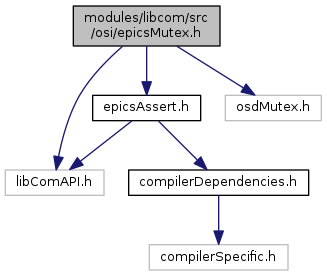 modules/libcom/src
/osi/epicsMutex.h
epicsAssert.h
osdMutex.h
libComAPI.h
compilerDependencies.h
compilerSpecific.h